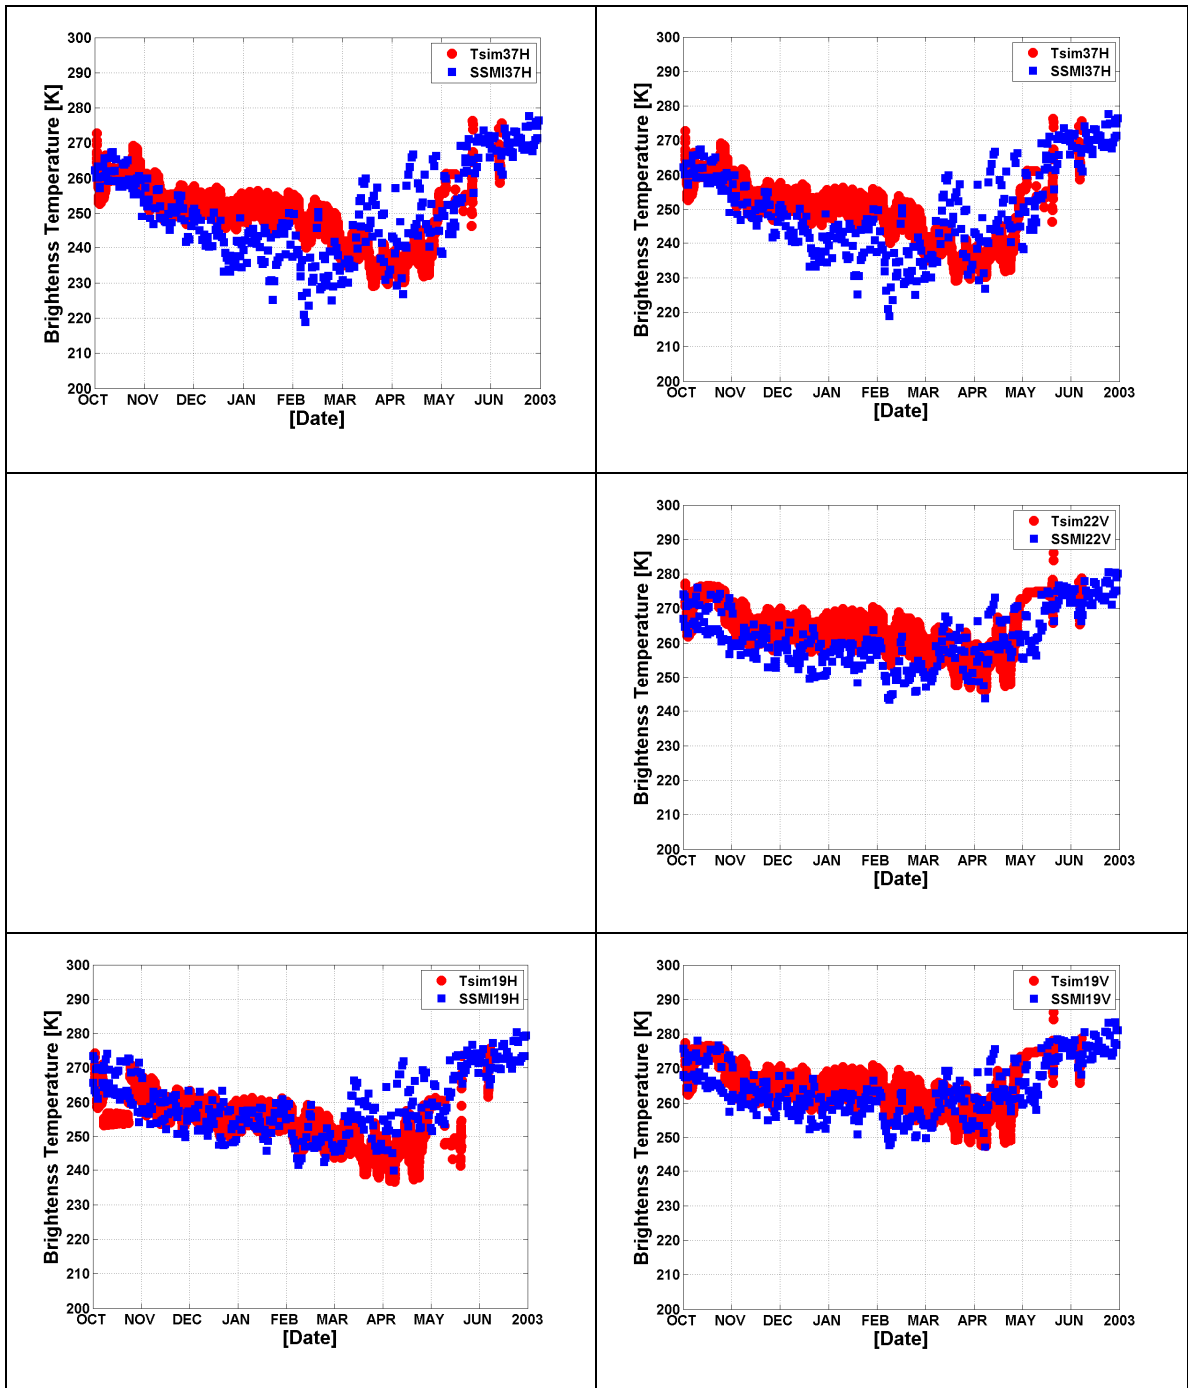 Tsim37H
SSMI37H
300
290
280
270
260
250
240
230
220
210
200
Brightenss Temperature [K]
OCT NOV DEC JAN FEB MAR APR MAY JUN 2003
[Date]
Tsim37H
SSMI37H
300
290
280
270
260
250
240
230
220
210
200
Brightenss Temperature [K]
OCT NOV DEC JAN FEB MAR APR MAY JUN 2003
[Date]
Tsim22V
SSMI22V
300
290
280
270
260
250
240
230
220
210
200
Brightenss Temperature [K]
OCT NOV DEC JAN FEB MAR APR MAY JUN 2003
[Date]
Tsim19H
SSMI19H
300
290
280
270
260
250
240
230
220
210
200
Brightenss Temperature [K]
OCT NOV DEC JAN FEB MAR APR MAY JUN 2003
[Date]
Tsim19V
SSMI19V
300
290
280
270
260
250
240
230
220
210
200
Brightenss Temperature [K]
OCT NOV DEC JAN FEB MAR APR MAY JUN 2003
[Date]